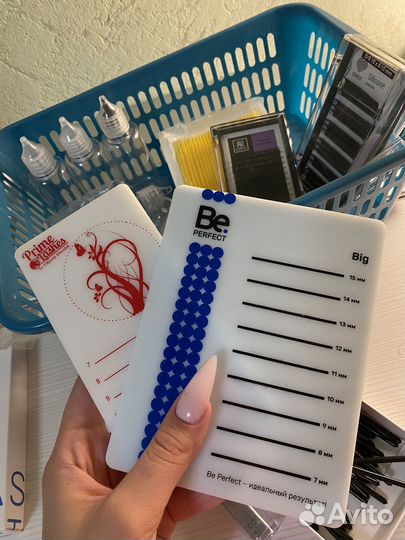 Be.
PERFECT
Big
15 мм
14 мм
13 мм
12 мм
11 мм
10 мм
9 мм
8 мм
7 мм
Be Perfect – идеальный результат!
Prime
Lashes
7
8
9
Silicone
Avito